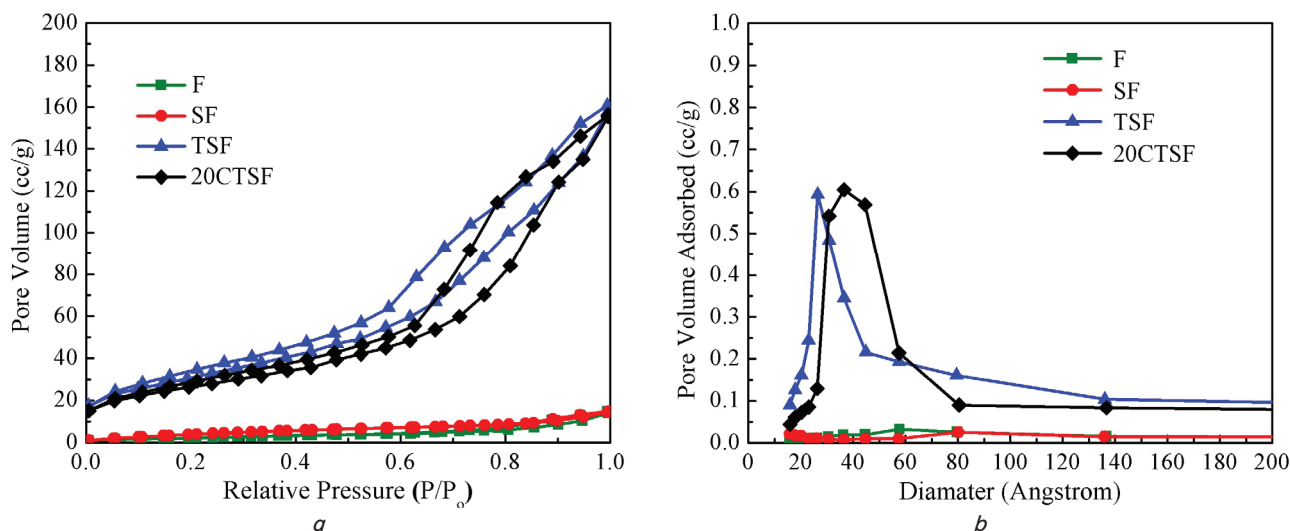 200
180
160
140
120
100
80
60
40
20
0
Pore Volume (cc/g)
F
SF
TSF
20CTSF
0.0 0.2 0.4 0.6 0.8 1.0
Relative Pressure (P/Po)
a
1.0
0.9
0.8
0.7
0.6
0.5
0.4
0.3
0.2
0.1
0.0
Pore Volume Adsorbed (cc/g)
F
SF
TSF
20CTSF
20 40 60 80 100 120 140 160 180 200
Diamater (Angstrom)
b